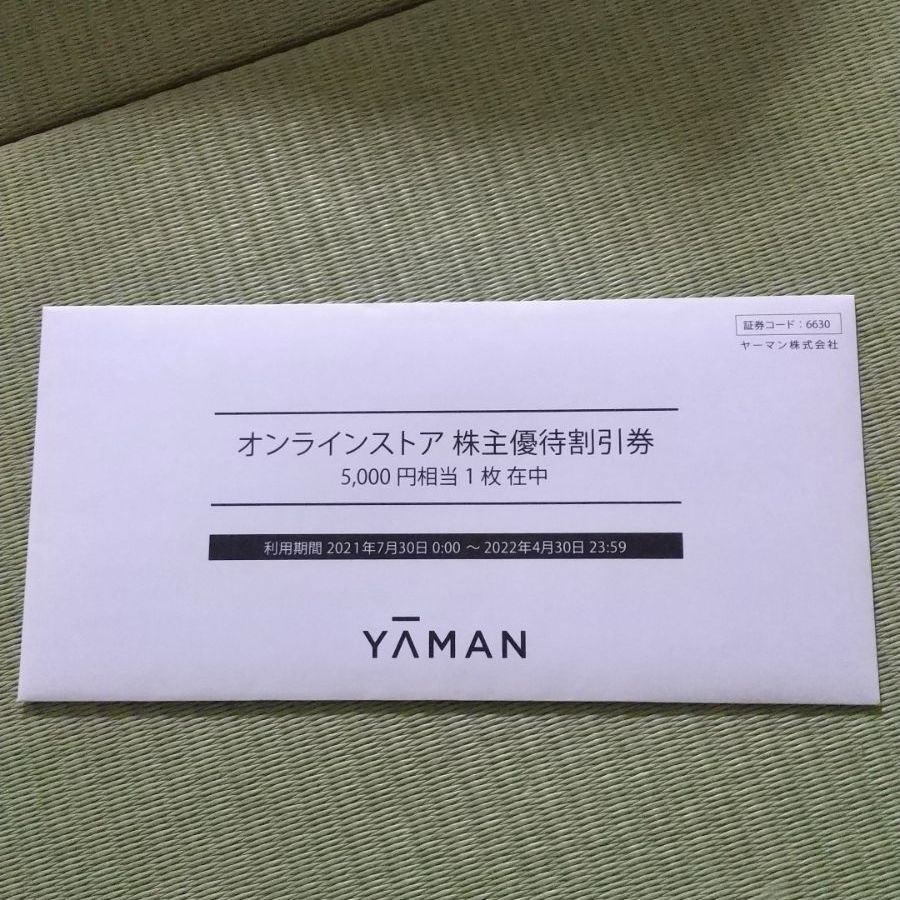 証券コード：6630
ヤーマン株式会社
オンラインストア 株主優待割引券
5,000 円相当 1 枚 在中
利用期間 2021年7月30日 0:00 ～ 2022年4月30日 23:59
YĀMAN